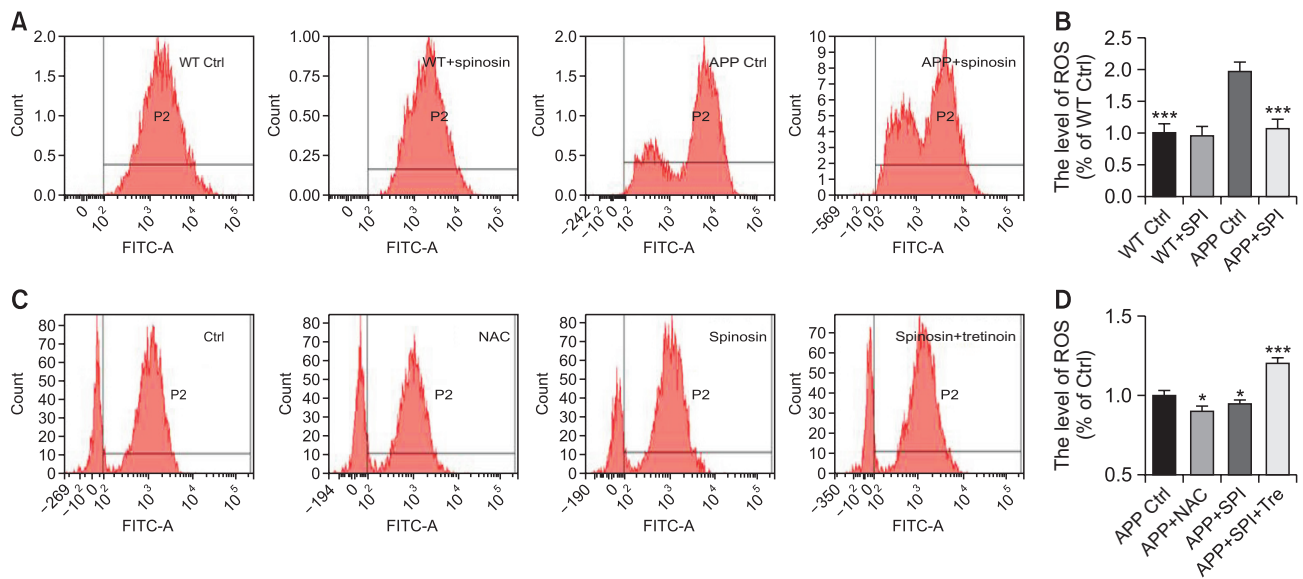 A
2.0
1.5
1.0
0.5
0.0
Count
WT Ctrl
P2
0
10^2
10^3
10^4
10^5
FITC-A
1.00
0.75
0.50
0.25
0.00
Count
WT+spinosin
P2
0
10^2
10^3
10^4
10^5
FITC-A
2.0
1.5
1.0
0.5
0.0
Count
APP Ctrl
P2
−242
−10^2
0
10^2
10^3
10^4
10^5
FITC-A
10
9
8
7
6
5
4
3
2
1
0
Count
APP+spinosin
P2
−569
−10^2
0
10^2
10^3
10^4
10^5
FITC-A
B
The level of ROS
(% of WT Ctrl)
2.5
2.0
1.5
1.0
0.5
0.0
***
***
WT Ctrl
WT+SPI
APP Ctrl
APP+SPI
C
80
70
60
50
40
30
20
10
0
Count
Ctrl
P2
−269
−10^2
0
10^2
10^3
10^4
10^5
FITC-A
80
70
60
50
40
30
20
10
0
Count
NAC
P2
−194
0
10^2
10^3
10^4
10^5
FITC-A
80
70
60
50
40
30
20
10
0
Count
Spinosin
P2
−190
0
10^2
10^3
10^4
10^5
FITC-A
70
60
50
40
30
20
10
0
Count
Spinosin+tretinoin
P2
−350
−10^2
0
10^2
10^3
10^4
10^5
FITC-A
D
The level of ROS
(% of Ctrl)
1.5
1.0
0.5
*
*
***
APP Ctrl
APP+NAC
APP+SPI
APP+SPI+Tre